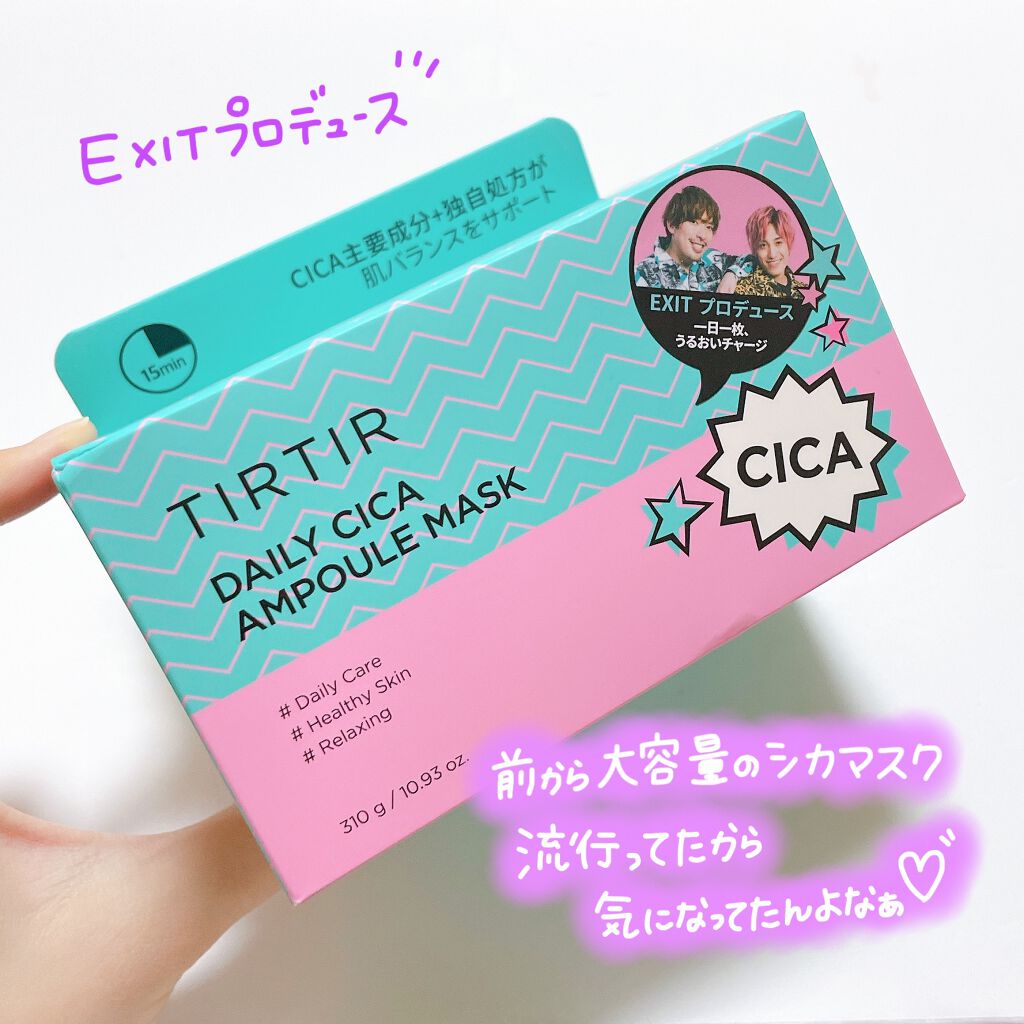 EXITプロデュース
CICA主要成分+独自処方が
肌バランスをサポート
15min
EXIT プロデュース
一日一枚、
うるおいチャージ
CICA
TIRTIR
DAILY CICA
AMPOULE MASK
# Daily Care
# Healthy Skin
# Relaxing
310 g / 10.93 oz.
前から大容量のシカマスク
流行ってたから
気になってたんよなぁ♡